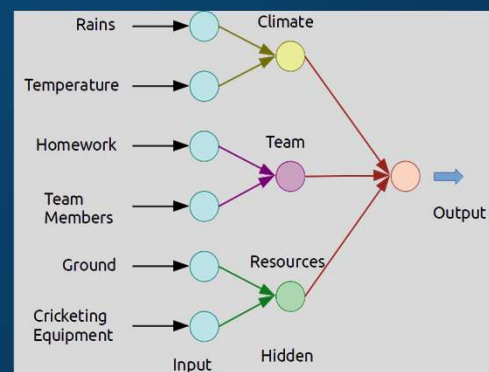 Rains
Climate
Temperature
Homework
Team
Team
Members
Output
Ground
Resources
Cricketing
Equipment
Input
Hidden